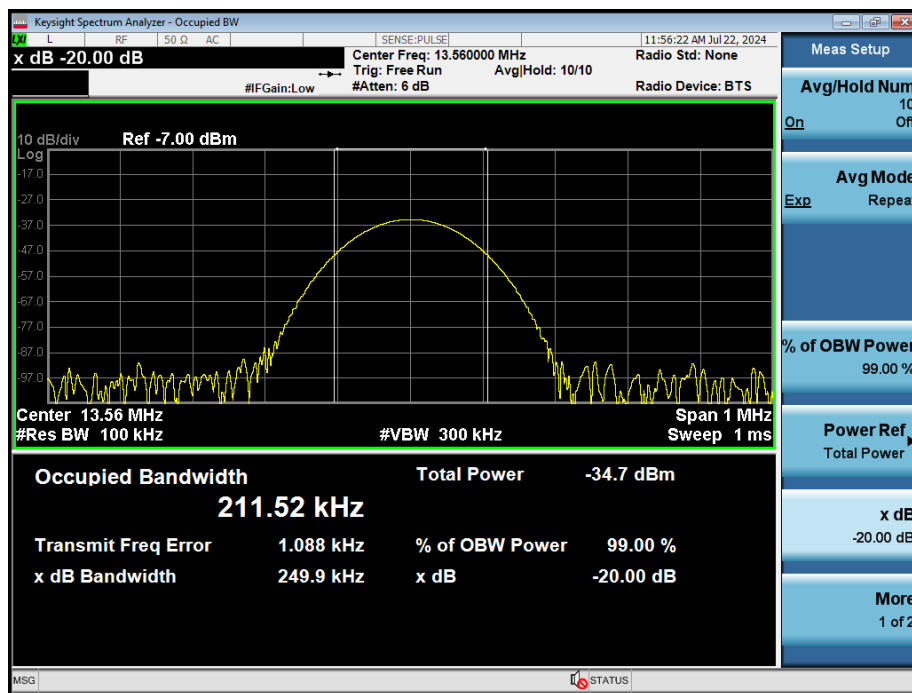 Keysight Spectrum Analyzer - Occupied BW
LXI L RF 50 Ω AC SENSE:PULSE 11:56:22 AM Jul 22, 2024
x dB -20.00 dB
Center Freq: 13.560000 MHz
Radio Std: None
Trig: Free Run Avg|Hold: 10/10
#IFGain:Low
#Atten: 6 dB
Radio Device: BTS
10 dB/div Ref -7.00 dBm
Log
-17.0
-27.0
-37.0
-47.0
-57.0
-67.0
-77.0
-87.0
-97.0
Center 13.56 MHz
Span 1 MHz
#Res BW 100 kHz
#VBW 300 kHz
Sweep 1 ms
Occupied Bandwidth
211.52 kHz
Total Power -34.7 dBm
Transmit Freq Error 1.088 kHz
% of OBW Power 99.00 %
x dB Bandwidth 249.9 kHz
x dB -20.00 dB
Meas Setup
Avg/Hold Num
10
On Off
Avg Mode
Exp Repeat
% of OBW Power
99.00 %
Power Ref
Total Power
x dB
-20.00 dB
More
1 of 2
MSG
STATUS